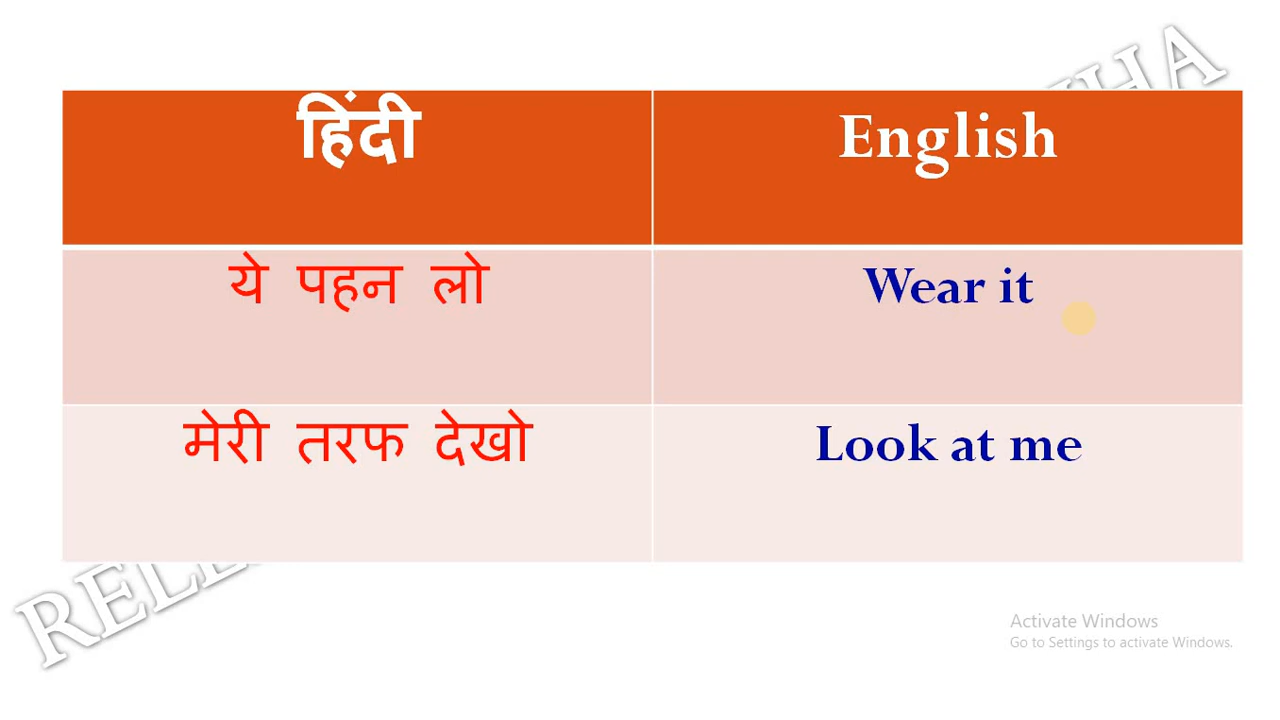 हिंदी English
ये पहन लो Wear it
मेरी तरफ देखो Look at me
Activate Windows
Go to Settings to activate Windows.